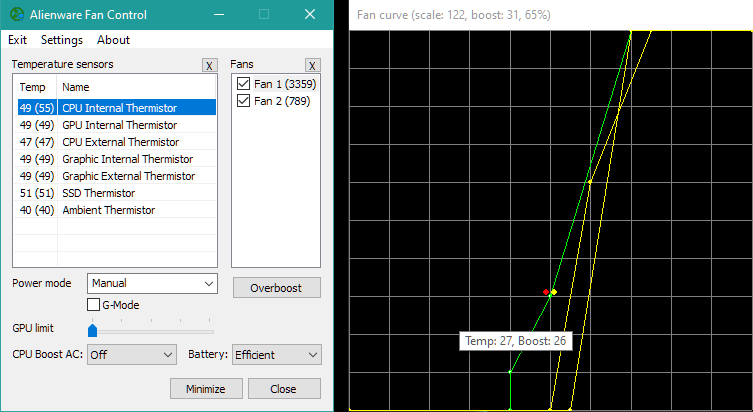 Alienware Fan Control
Fan curve (scale: 122, boost: 31, 65%)
Exit Settings About
Temperature sensors X Fans X
Temp Name
49 (55) CPU Internal Thermistor
49 (49) GPU Internal Thermistor
47 (47) CPU External Thermistor
49 (49) Graphic Internal Thermistor
49 (49) Graphic External Thermistor
51 (51) SSD Thermistor
40 (40) Ambient Thermistor
Fan 1 (3359)
Fan 2 (789)
Power mode Manual Overboost
G-Mode
GPU limit
CPU Boost AC: Off Battery: Efficient
Minimize Close
Temp: 27, Boost: 26